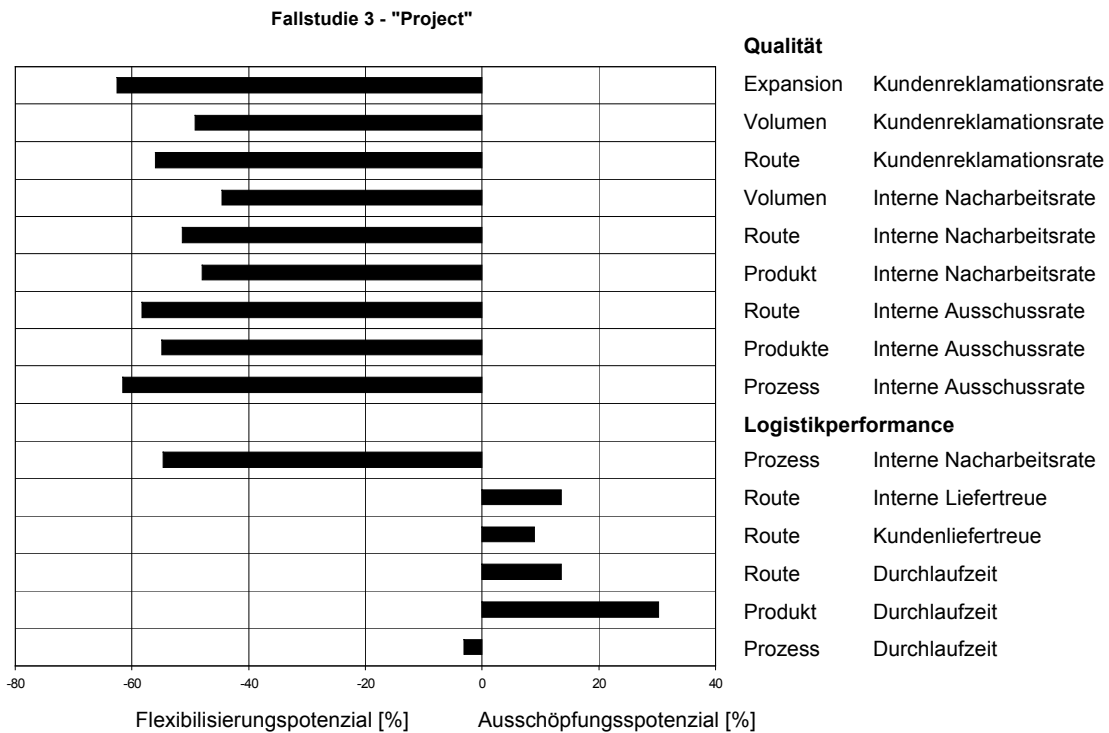 Fallstudie 3 - "Project"
Qualität
Expansion Kundenreklamationsrate
Volumen Kundenreklamationsrate
Route Kundenreklamationsrate
Volumen Interne Nacharbeitsrate
Route Interne Nacharbeitsrate
Produkt Interne Nacharbeitsrate
Route Interne Ausschussrate
Produkte Interne Ausschussrate
Prozess Interne Ausschussrate
Logistikperformance
Prozess Interne Nacharbeitsrate
Route Interne Liefertreue
Route Kundenliefertreue
Route Durchlaufzeit
Produkt Durchlaufzeit
Prozess Durchlaufzeit
-80 -60 -40 -20 0 20 40
Flexibilisierungspotenzial [%] Ausschöpfungsspotenzial [%]